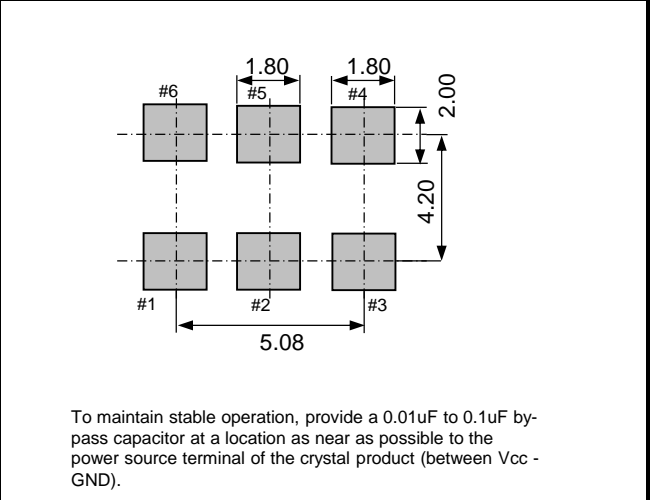 1.80 1.80
#6 #5 #4
2.00
4.20
#1 #2 #3
5.08
To maintain stable operation, provide a 0.01uF to 0.1uF by-
pass capacitor at a location as near as possible to the
power source terminal of the crystal product (between Vcc -
GND).